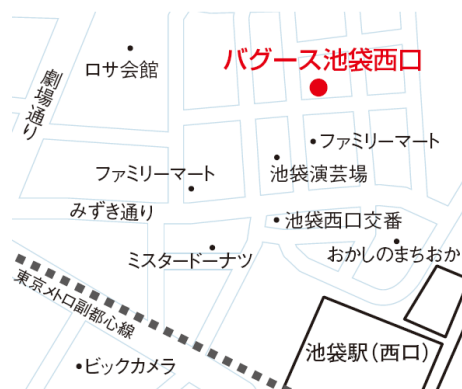 ロサ会館
バグース池袋西口
劇場通り
ファミリーマート
池袋演芸場
ファミリーマート
みずき通り
池袋西口交番
ミスタードーナツ
おかしのまちおか
東京メトロ副都心線
池袋駅(西口)
ビックカメラ